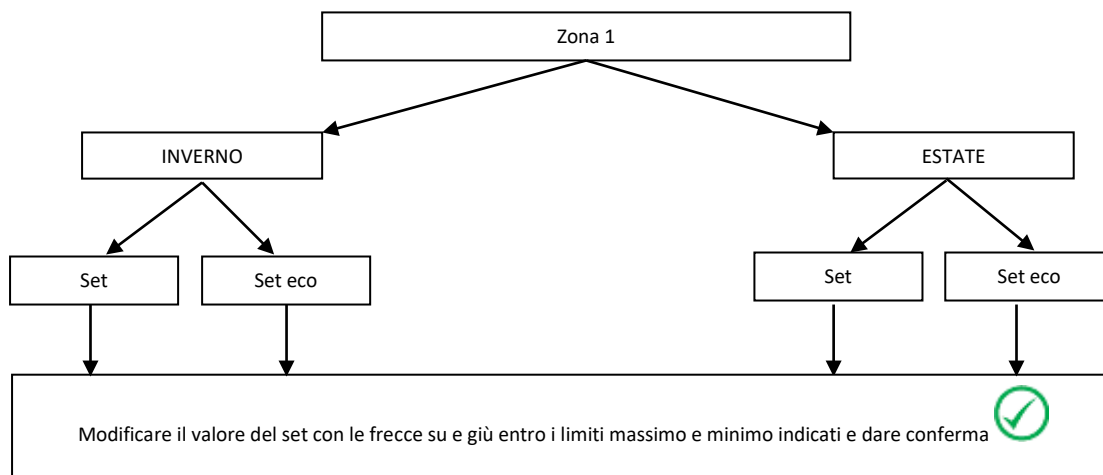 Zona 1
INVERNO
ESTATE
Set
Set eco
Set
Set eco
Modificare il valore del set con le frecce su e giù entro i limiti massimo e minimo indicati e dare conferma